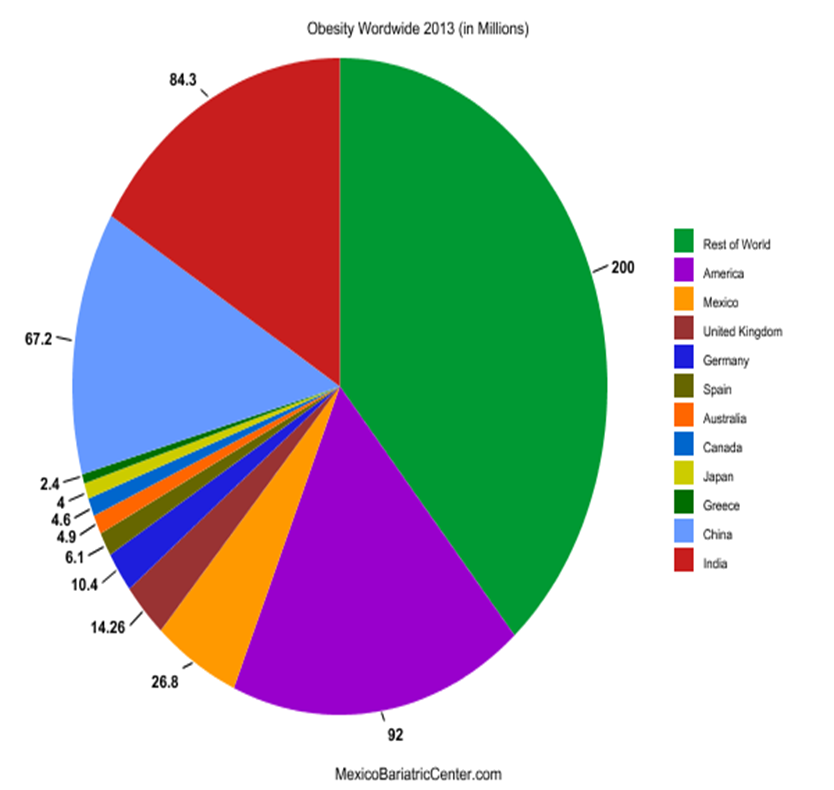 Obesity Wordwide 2013 (in Millions)
84.3
200
67.2
2.4
4
4.6
4.9
6.1
10.4
14.26
26.8
92
Rest of World
America
Mexico
United Kingdom
Germany
Spain
Australia
Canada
Japan
Greece
China
India
MexicoBariatricCenter.com